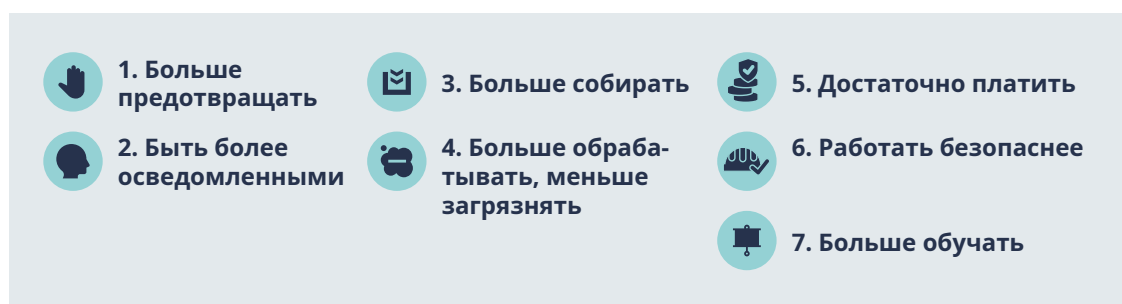 1. Больше
предотвращать
2. Быть более
осведомленными
3. Больше собирать
4. Больше обраба-
тывать, меньше
загрязнять
5. Достаточно платить
6. Работать безопаснее
7. Больше обучать